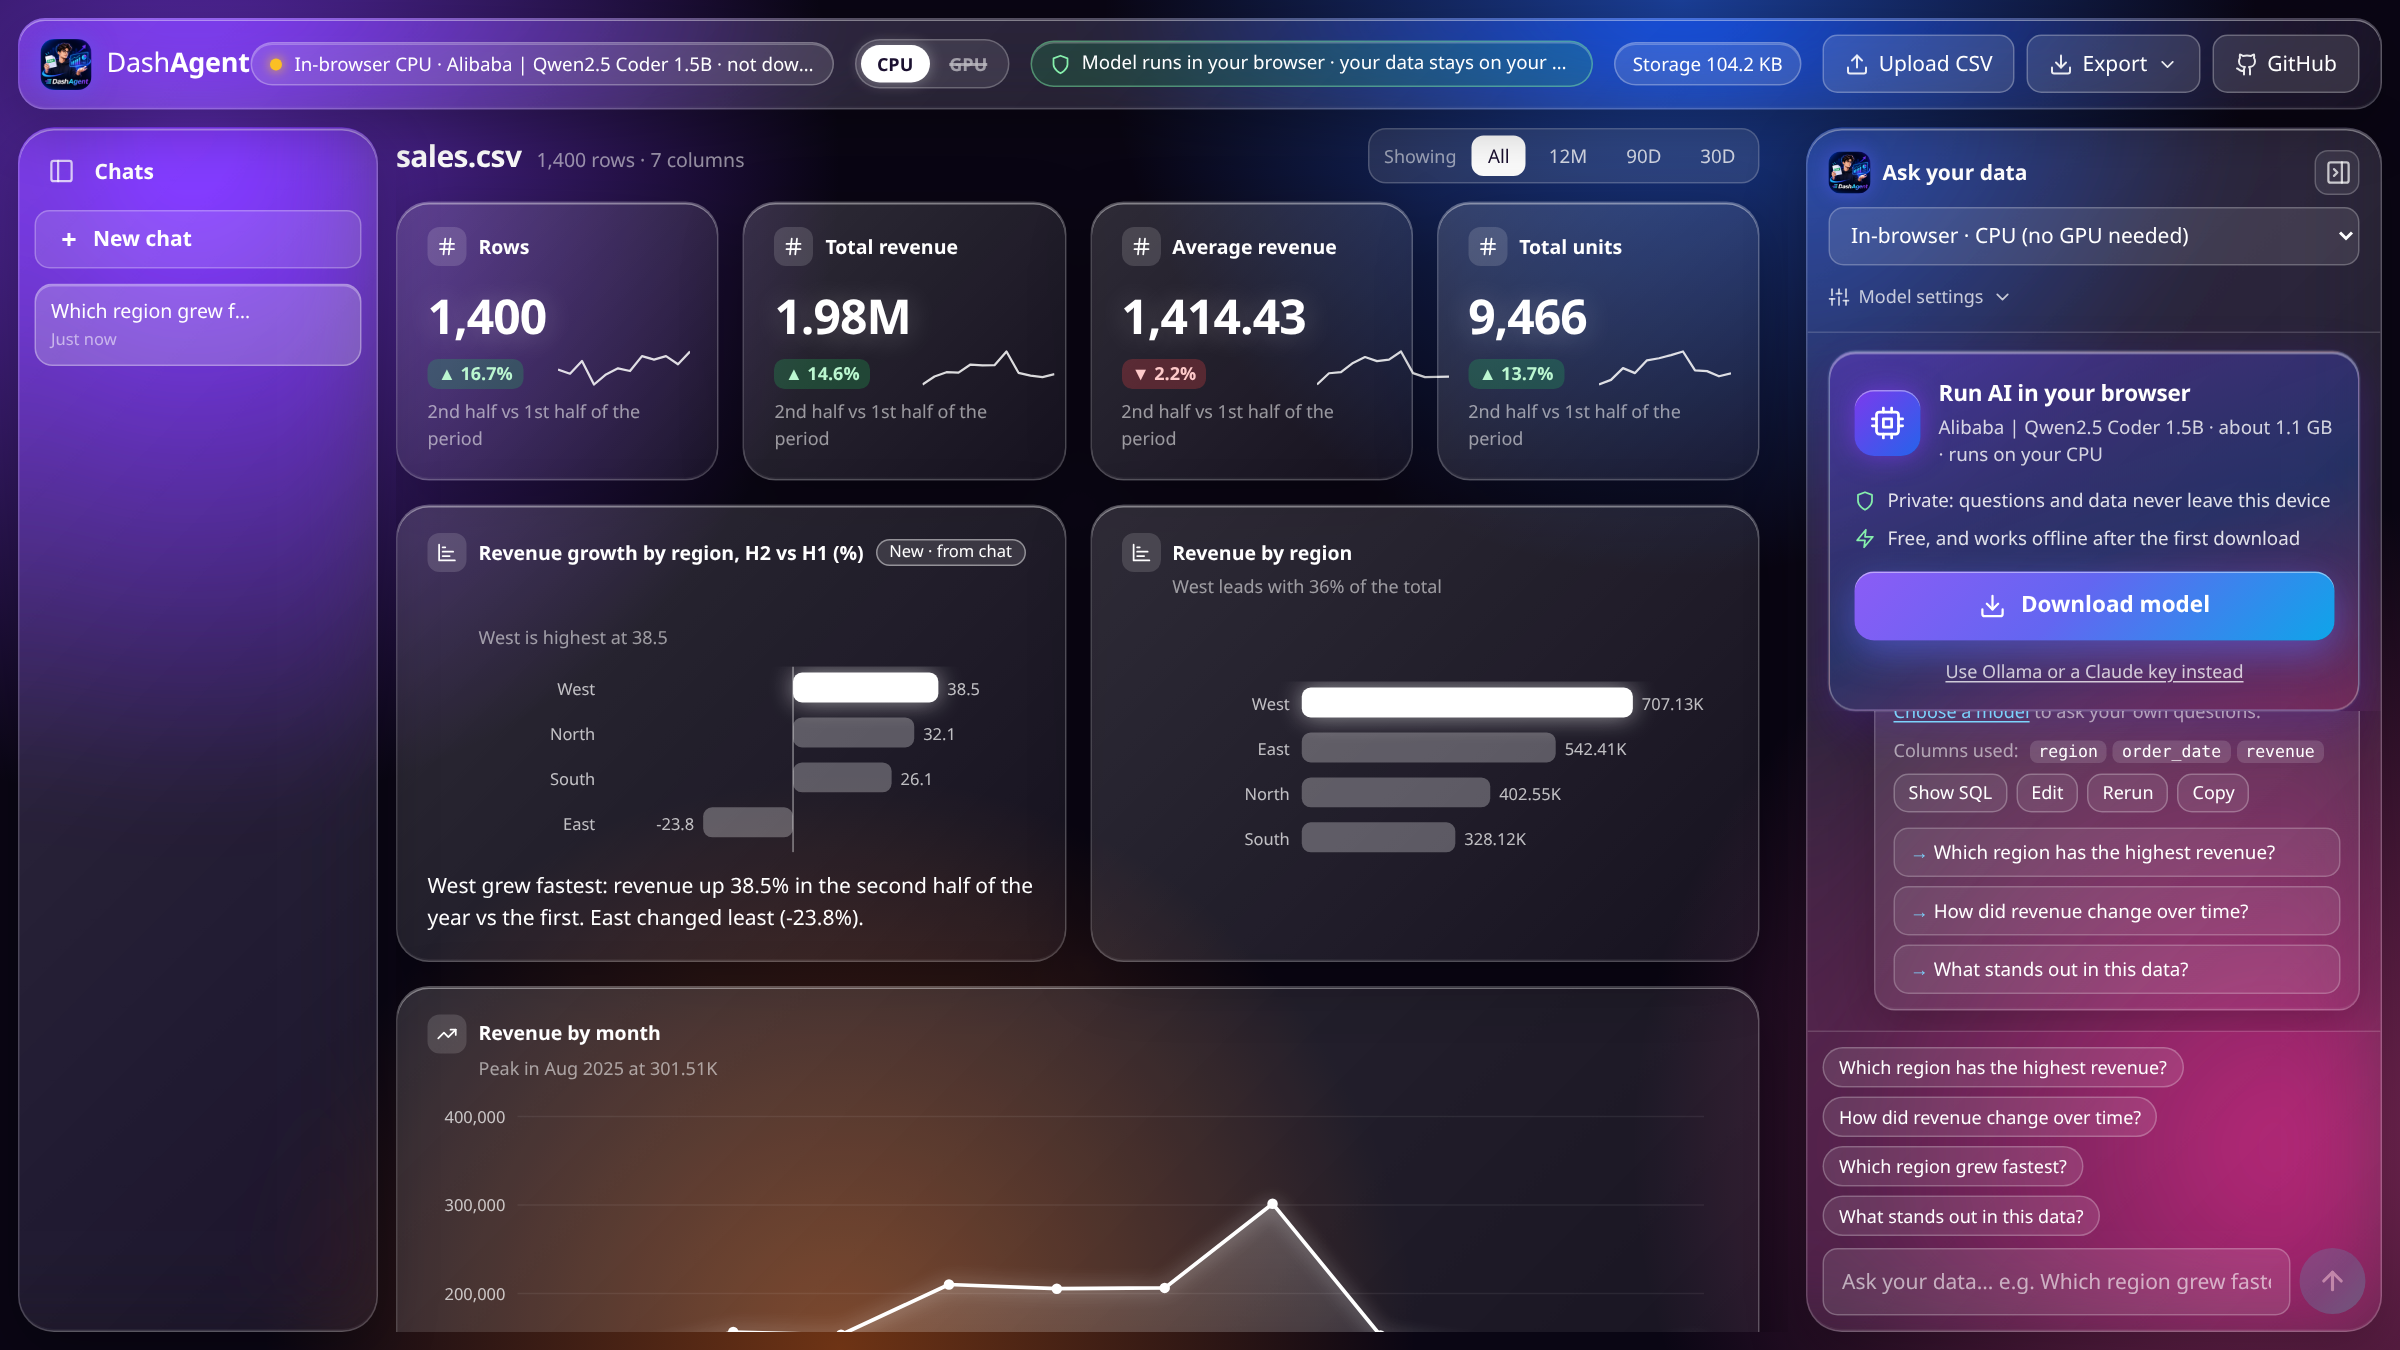 DashAgent
In-browser CPU · Alibaba | Qwen2.5 Coder 1.5B · not dow...
CPU
GPU
Model runs in your browser · your data stays on your ...
Storage 104.2 KB
Upload CSV
Export
GitHub
Chats
+ New chat
Which region grew f...
Just now
sales.csv 1,400 rows · 7 columns
Showing All 12M 90D 30D
Rows
1,400
▲ 16.7%
2nd half vs 1st half of the
period
Total revenue
1.98M
▲ 14.6%
2nd half vs 1st half of the
period
Average revenue
1,414.43
▼ 2.2%
2nd half vs 1st half of the
period
Total units
9,466
▲ 13.7%
2nd half vs 1st half of the
period
Revenue growth by region, H2 vs H1 (%) New · from chat
West is highest at 38.5
West 38.5
North 32.1
South 26.1
East -23.8
West grew fastest: revenue up 38.5% in the second half of the
year vs the first. East changed least (-23.8%).
Revenue by region
West leads with 36% of the total
West 707.13K
East 542.41K
North 402.55K
South 328.12K
Revenue by month
Peak in Aug 2025 at 301.51K
400,000
300,000
200,000
Ask your data
In-browser · CPU (no GPU needed)
Model settings
Run AI in your browser
Alibaba | Qwen2.5 Coder 1.5B · about 1.1 GB
· runs on your CPU
Private: questions and data never leave this device
Free, and works offline after the first download
Download model
Use Ollama or a Claude key instead
Choose a model to ask your own questions.
Columns used: region order_date revenue
Show SQL Edit Rerun Copy
→ Which region has the highest revenue?
→ How did revenue change over time?
→ What stands out in this data?
Which region has the highest revenue?
How did revenue change over time?
Which region grew fastest?
What stands out in this data?
Ask your data... e.g. Which region grew faste